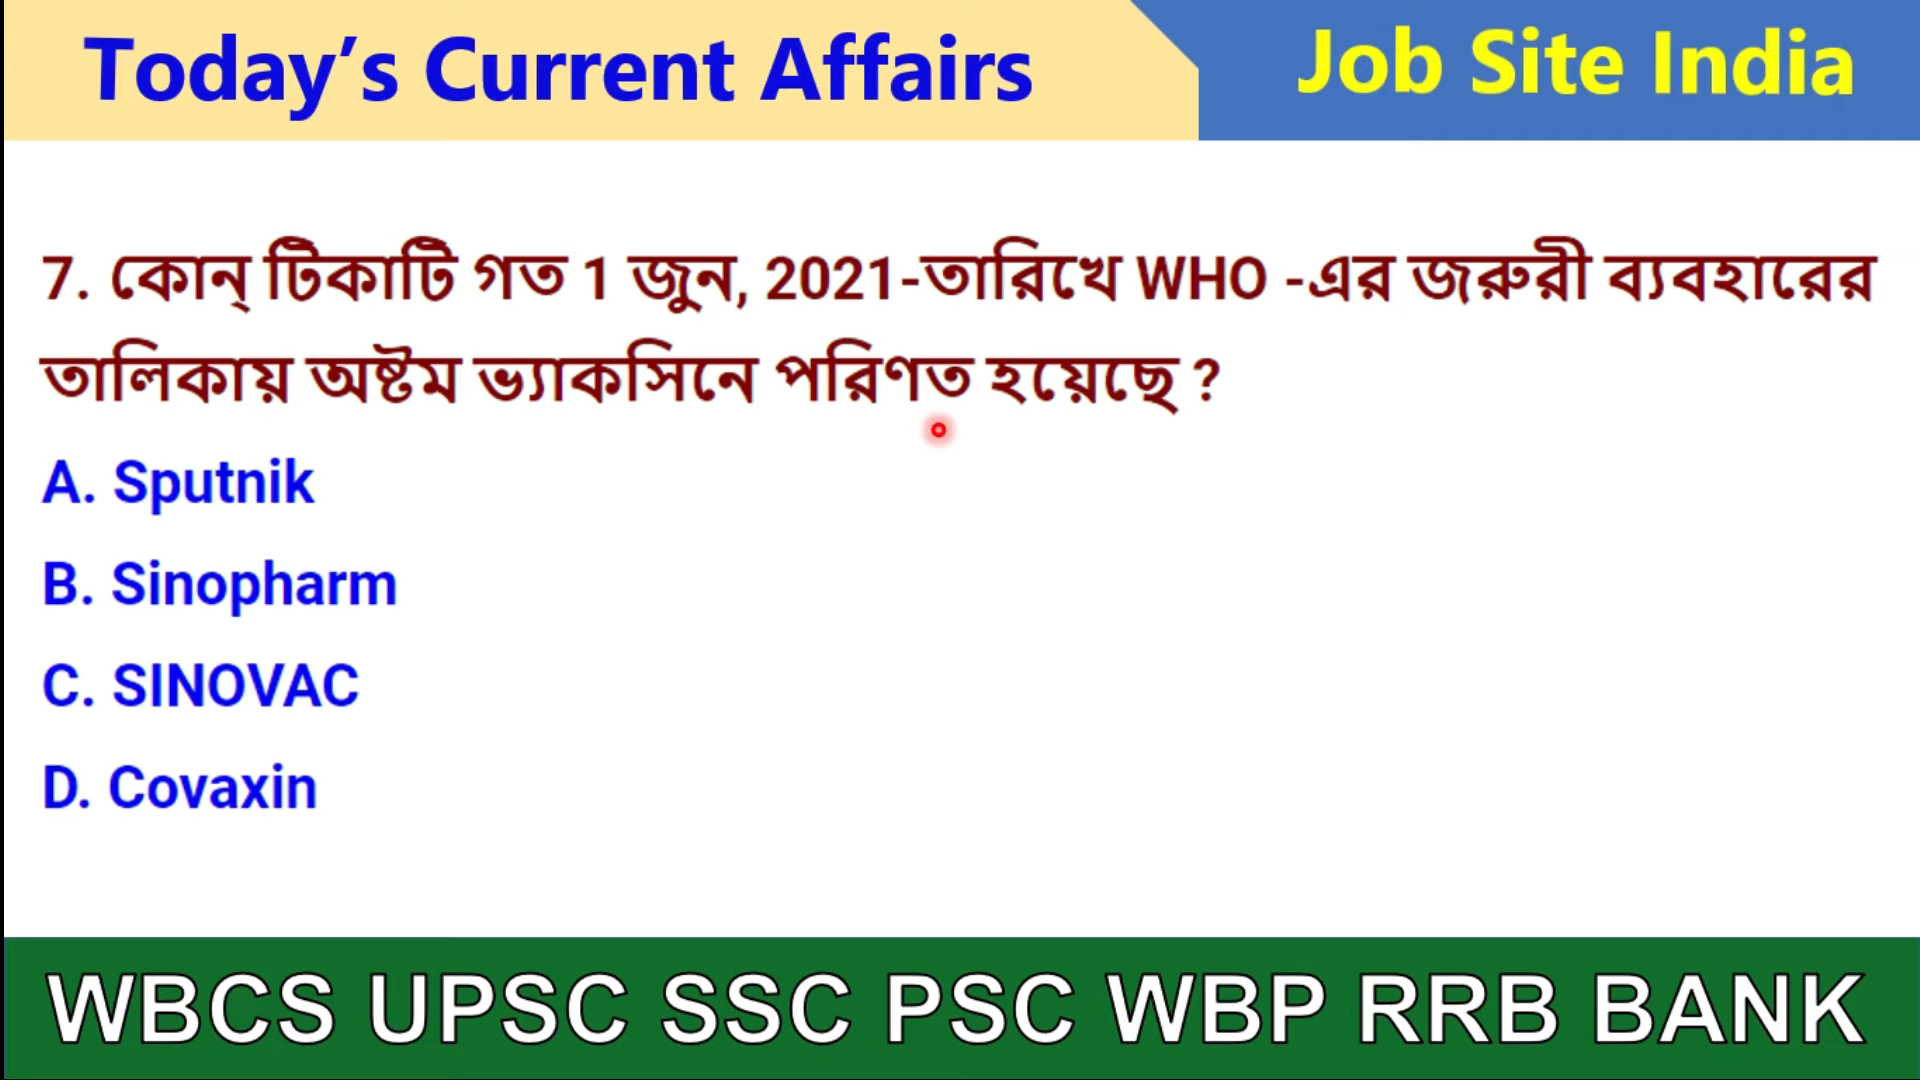 Today’s Current Affairs
Job Site India
7. কোন্ টিকাটি গত 1 জুন, 2021-তারিখে WHO -এর জরুরী ব্যবহারের
তালিকায় অষ্টম ভ্যাকসিনে পরিণত হয়েছে ?
A. Sputnik
B. Sinopharm
C. SINOVAC
D. Covaxin
WBCS UPSC SSC PSC WBP RRB BANK